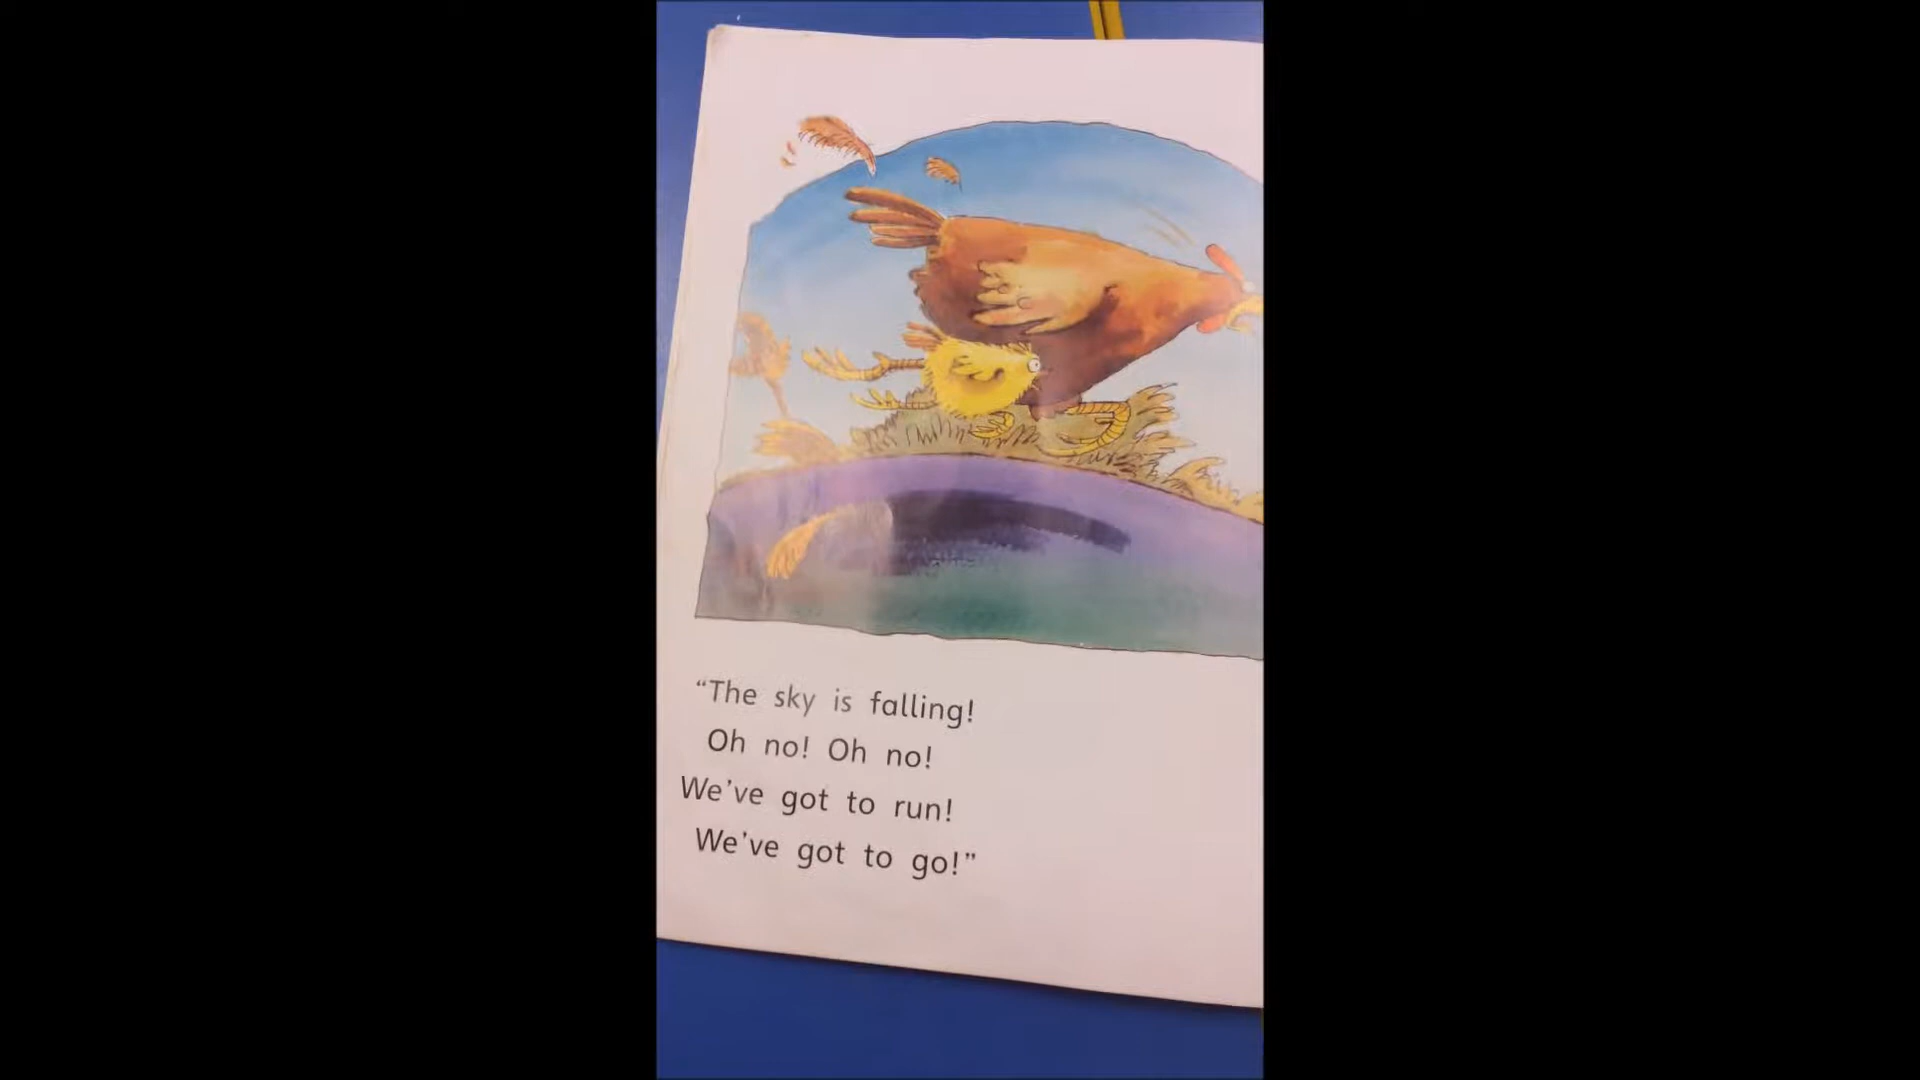 “The sky is falling!
Oh no! Oh no!
We've got to run!
We've got to go!”